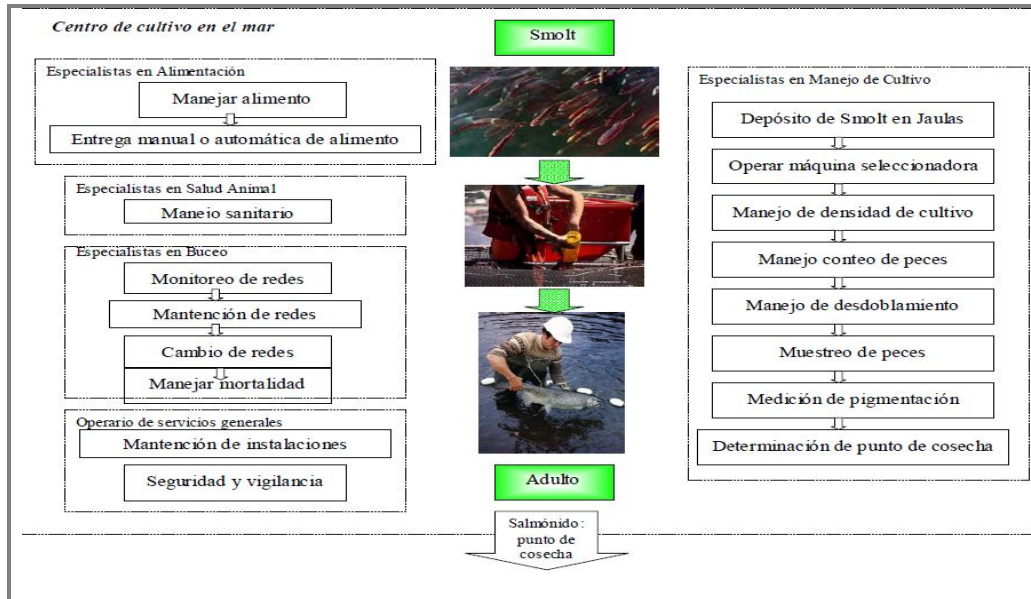 Centro de cultivo en el mar
Smolt
Especialistas en Alimentación
Manejar alimento
Entrega manual o automática de alimento
Especialistas en Salud Animal
Manejo sanitario
Especialistas en Buceo
Monitoreo de redes
Mantención de redes
Cambio de redes
Manejar mortalidad
Operario de servicios generales
Mantención de instalaciones
Seguridad y vigilancia
Especialistas en Manejo de Cultivo
Depósito de Smolt en Jaulas
Operar máquina seleccionadora
Manejo de densidad de cultivo
Manejo conteo de peces
Manejo de desdoblamiento
Muestreo de peces
Medición de pigmentación
Determinación de punto de cosecha
Adulto
Salmónido:
punto de
cosecha